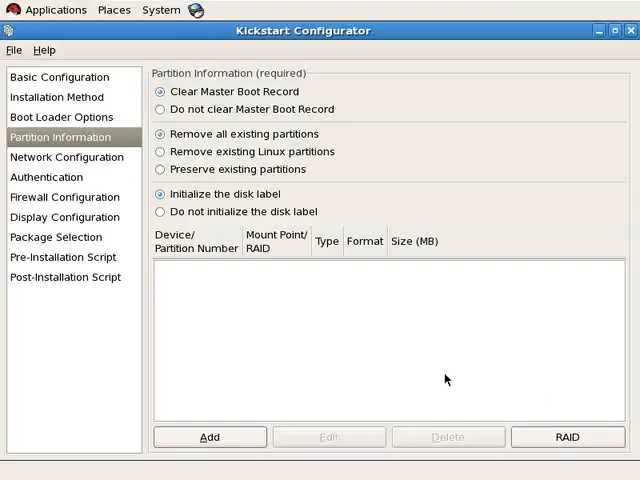 Applications Places System
Kickstart Configurator
File Help
Basic Configuration
Installation Method
Boot Loader Options
Partition Information
Network Configuration
Authentication
Firewall Configuration
Display Configuration
Package Selection
Pre-Installation Script
Post-Installation Script
Partition Information (required)
Clear Master Boot Record
Do not clear Master Boot Record
Remove all existing partitions
Remove existing Linux partitions
Preserve existing partitions
Initialize the disk label
Do not initialize the disk label
Device/
Partition Number
Mount Point/
RAID
Type
Format
Size (MB)
Add
Edit
Delete
RAID